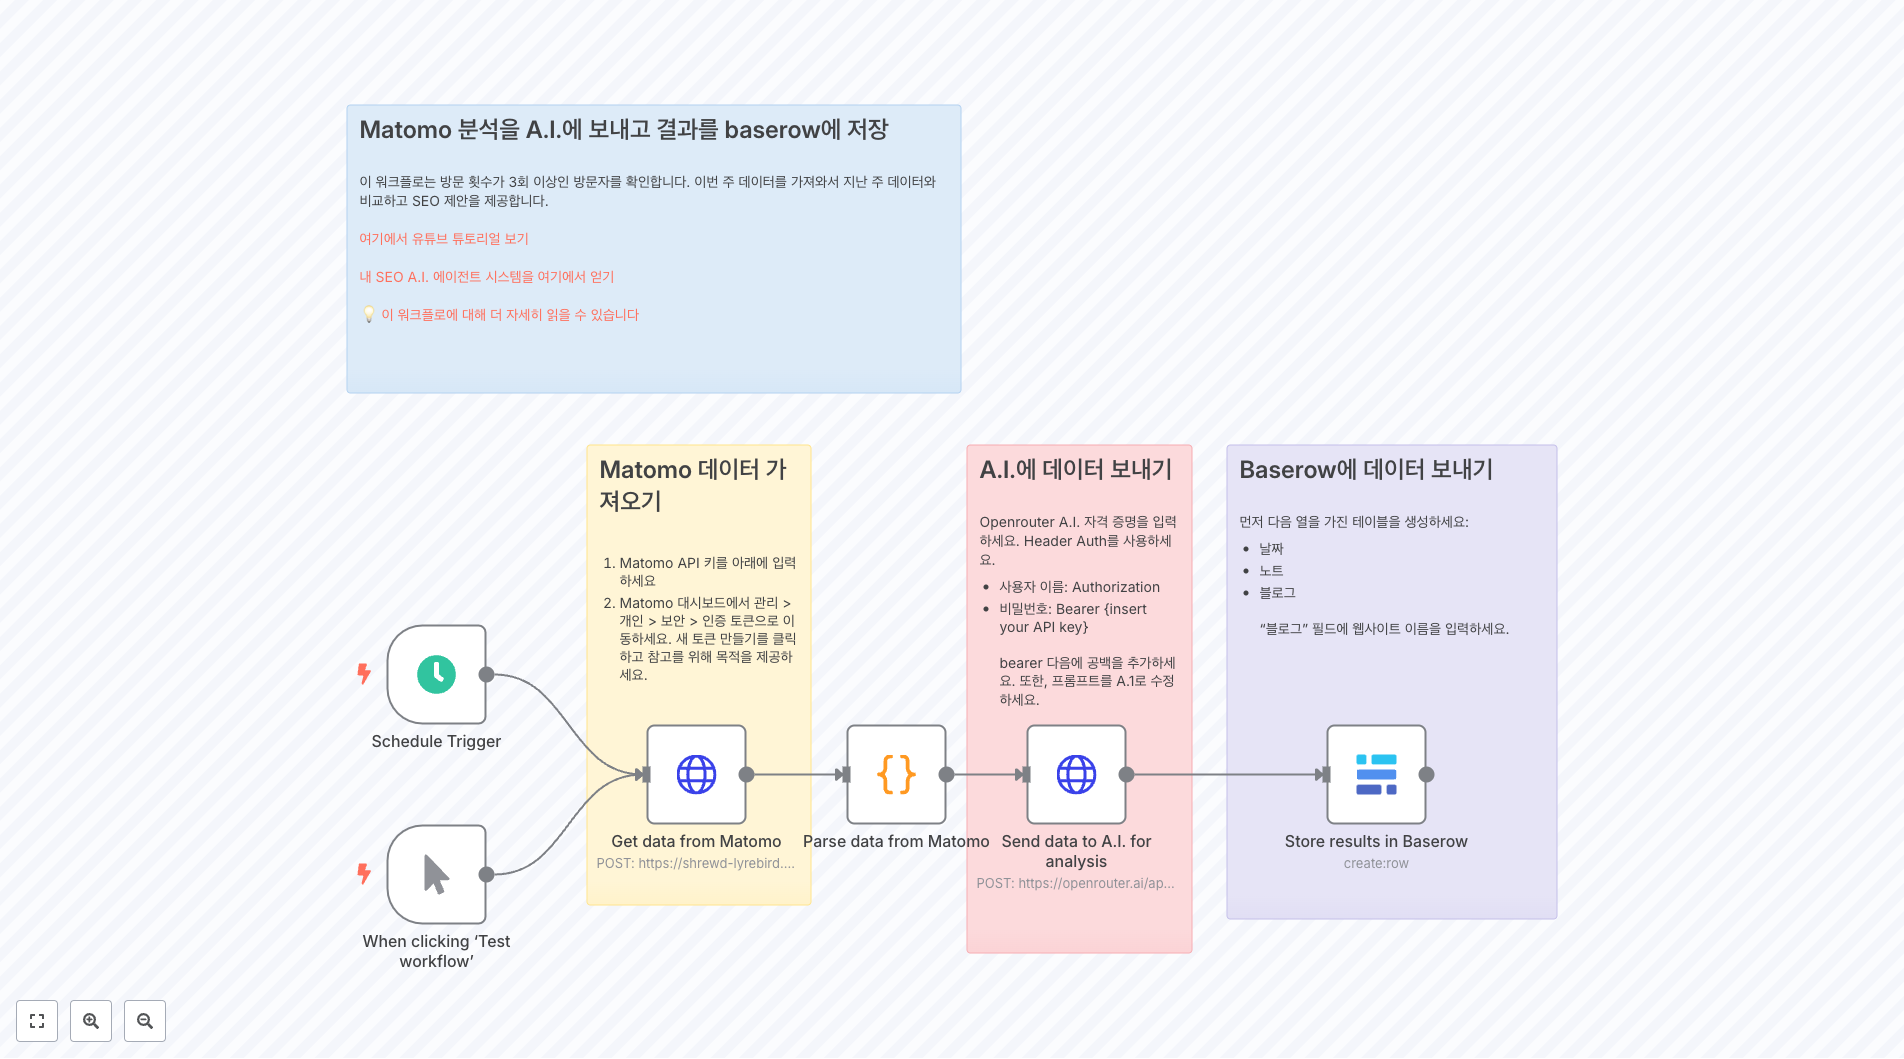 Matomo 분석을 A.I.에 보내고 결과를 baserow에 저장
이 워크플로는 방문 횟수가 3회 이상인 방문자를 확인합니다. 이번 주 데이터를 가져와서 지난 주 데이터와
비교하고 SEO 제안을 제공합니다.
여기에서 유튜브 튜토리얼 보기
내 SEO A.I. 에이전트 시스템을 여기에서 얻기
💡 이 워크플로에 대해 더 자세히 읽을 수 있습니다
Matomo 데이터 가
져오기
1. Matomo API 키를 아래에 입력
하세요
2. Matomo 대시보드에서 관리 >
개인 > 보안 > 인증 토큰으로 이
동하세요. 새 토큰 만들기를 클릭
하고 참고를 위해 목적을 제공하
세요.
A.I.에 데이터 보내기
Openrouter A.I. 자격 증명을 입력
하세요. Header Auth를 사용하세
요.
• 사용자 이름: Authorization
• 비밀번호: Bearer {insert
your API key}
bearer 다음에 공백을 추가하세
요. 또한, 프롬프트를 A.1로 수정
하세요.
Baserow에 데이터 보내기
먼저 다음 열을 가진 테이블을 생성하세요:
• 날짜
• 노트
• 블로그
“블로그” 필드에 웹사이트 이름을 입력하세요.
Schedule Trigger
When clicking ‘Test
workflow’
Get data from Matomo
POST: https://shrewd-lyrebird....
Parse data from Matomo
Send data to A.I. for
analysis
POST: https://openrouter.ai/ap...
Store results in Baserow
create:row